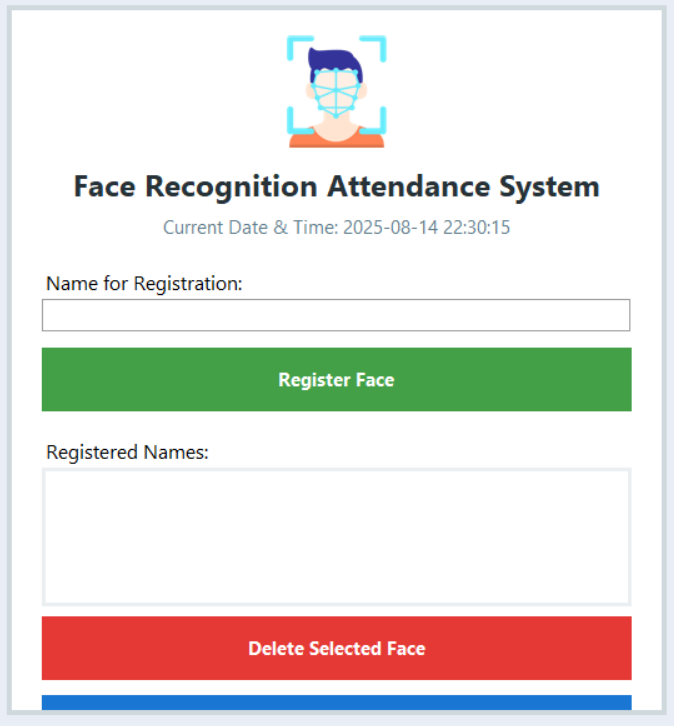 Face Recognition Attendance System
Current Date & Time: 2025-08-14 22:30:15
Name for Registration:
Register Face
Registered Names:
Delete Selected Face